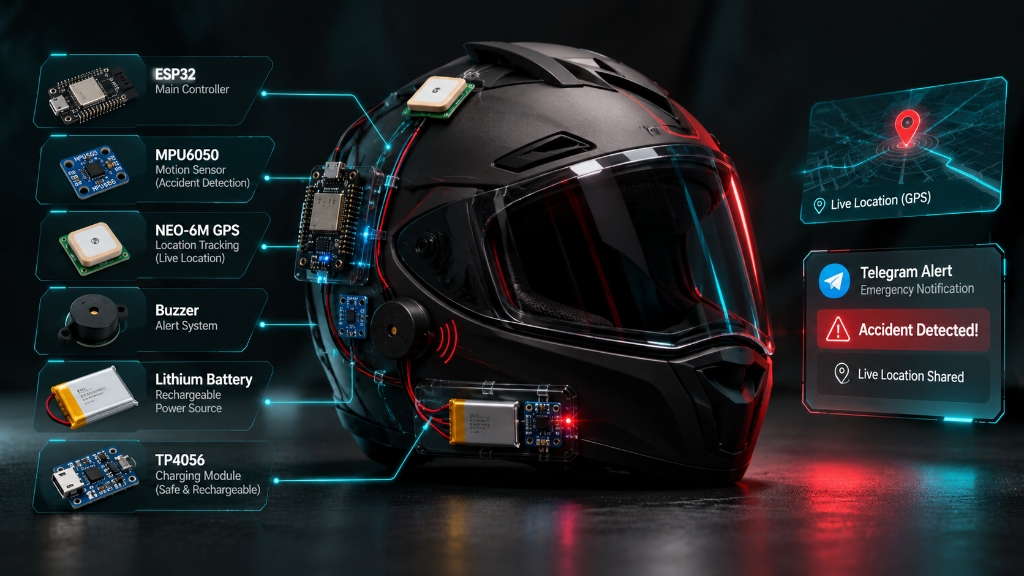 ESP32
Main Controller
MPU6050
Motion Sensor
(Accident Detection)
NEO-6M GPS
Location Tracking
(Live Location)
Buzzer
Alert System
Lithium Battery
Rechargeable
Power Source
TP4056
Charging Module
(Safe & Rechargeable)
Live Location (GPS)
Telegram Alert
Emergency Notification
Accident Detected!
Live Location Shared